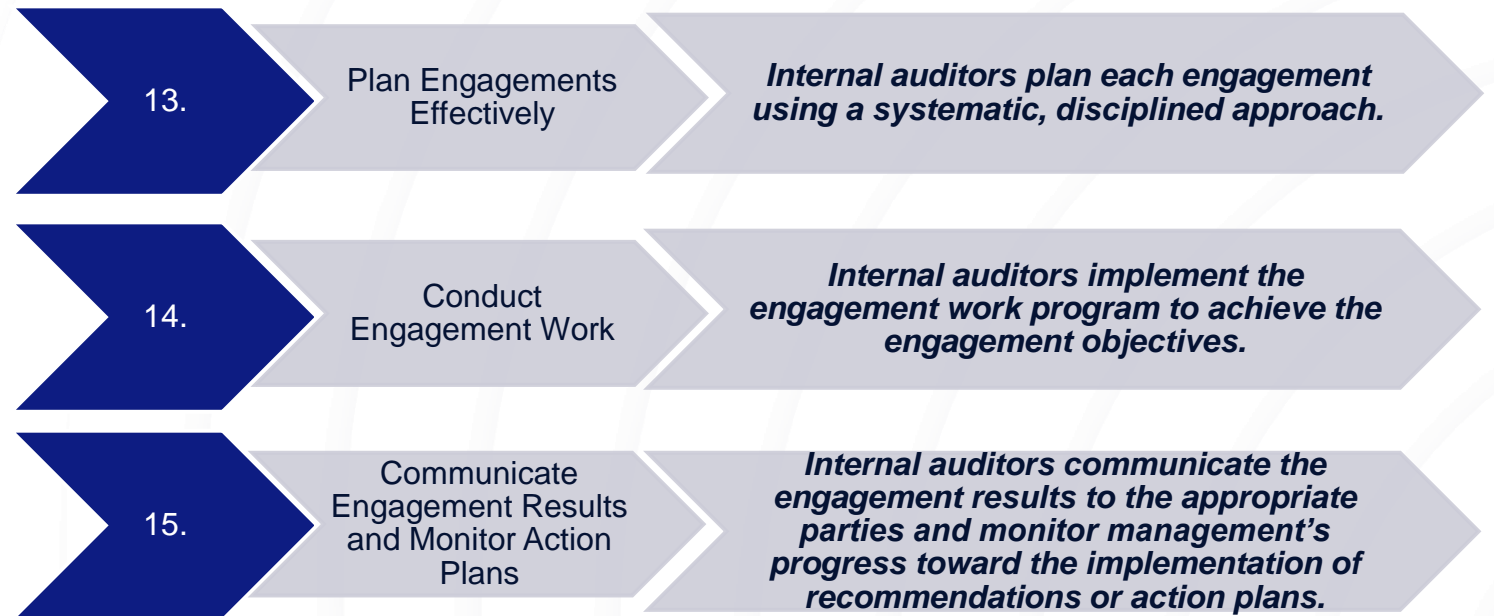 13.
Plan Engagements
Effectively
Internal auditors plan each engagement
using a systematic, disciplined approach.
14.
Conduct
Engagement Work
Internal auditors implement the
engagement work program to achieve the
engagement objectives.
15.
Communicate
Engagement Results
and Monitor Action
Plans
Internal auditors communicate the
engagement results to the appropriate
parties and monitor management’s
progress toward the implementation of
recommendations or action plans.